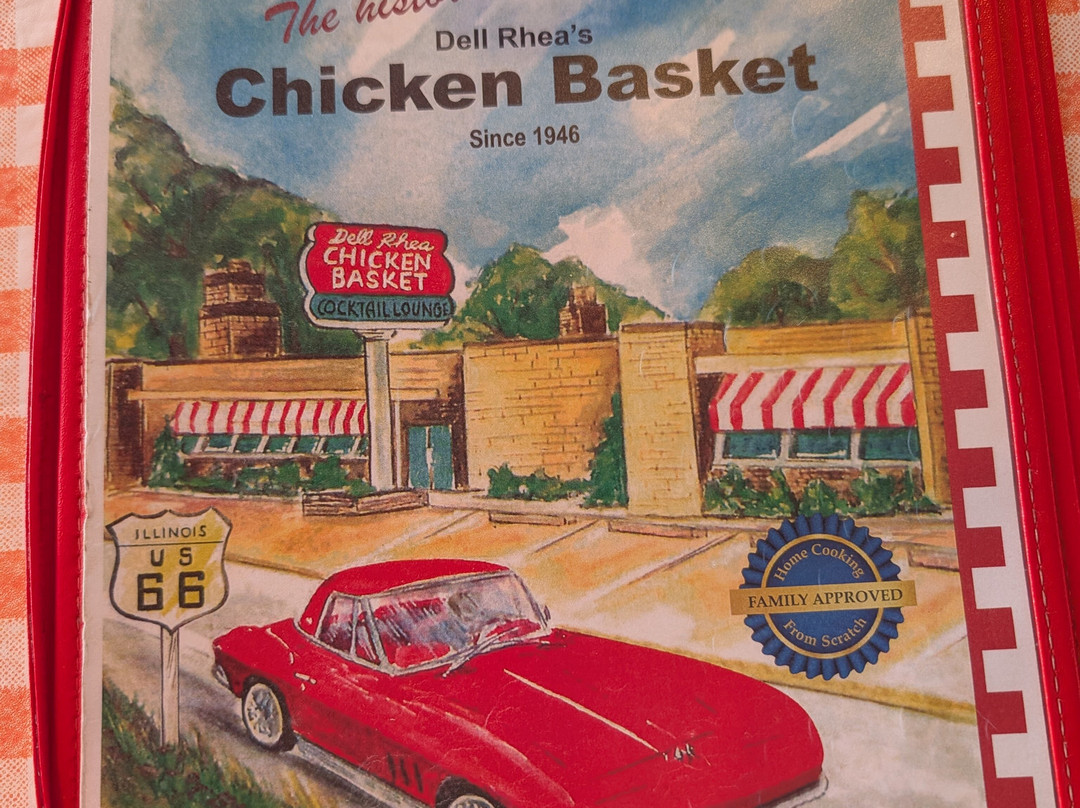 The
Dell Rhea's
Chicken Basket
Since 1946
Dell Rhea
CHICKEN
BASKET
COCKTAIL LOUNGE
ILLINOIS
US
66
Home Cooking
FAMILY APPROVED
From Scratch